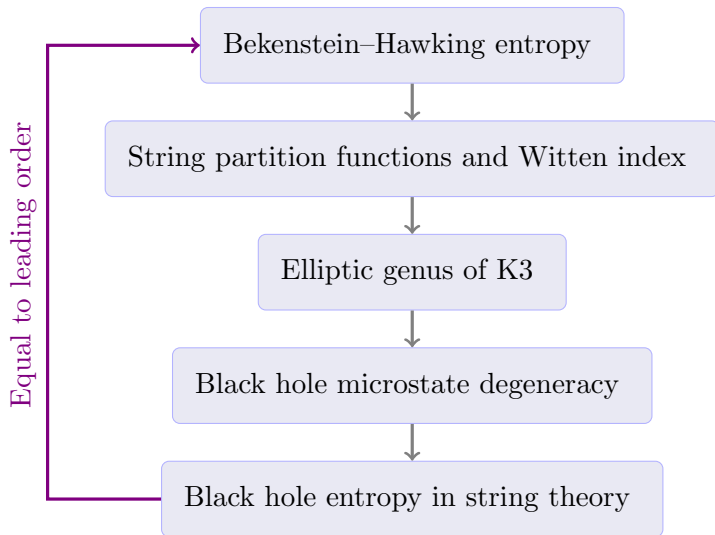 Bekenstein–Hawking entropy
String partition functions and Witten index
Elliptic genus of K3
Black hole microstate degeneracy
Black hole entropy in string theory
Equal to leading order